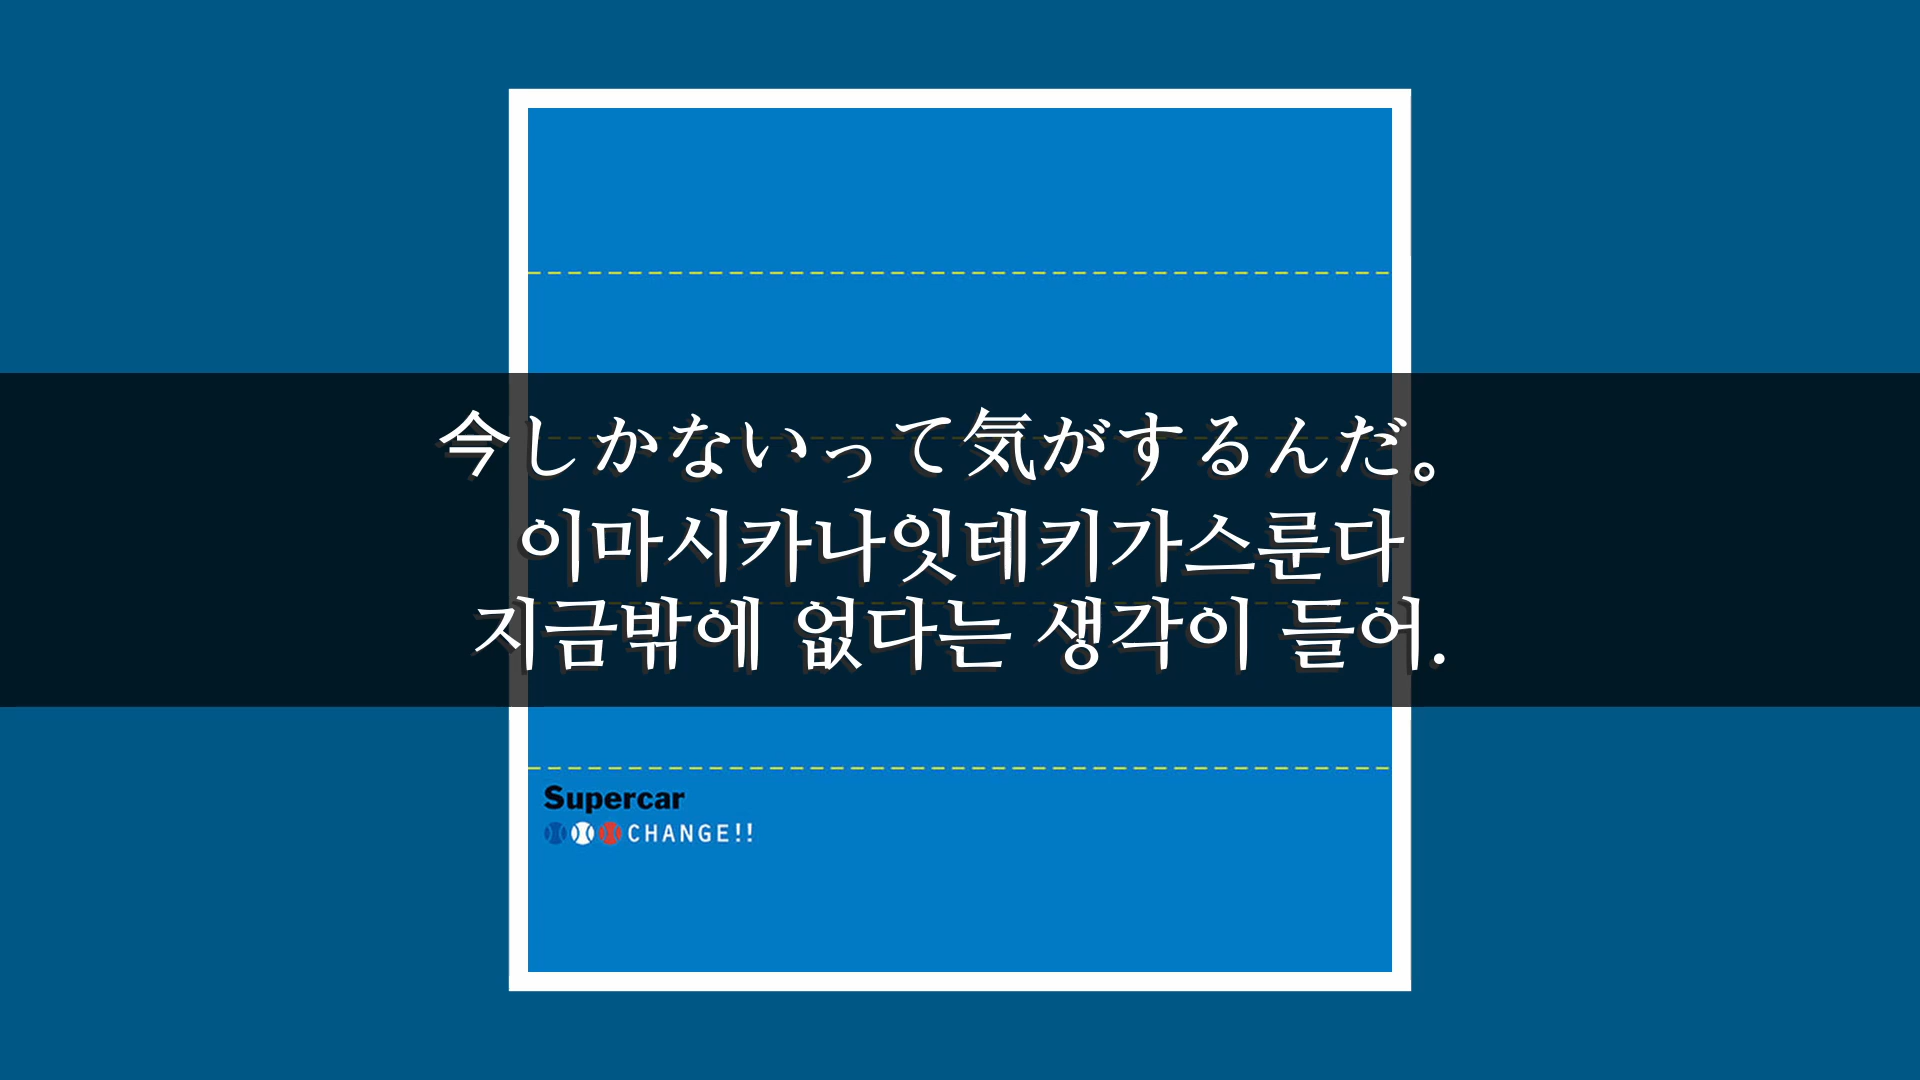 今しかないって気がするんだ。
이마시카나잇테키가스룬다
지금밖에 없다는 생각이 들어.
Supercar
CHANGE!!